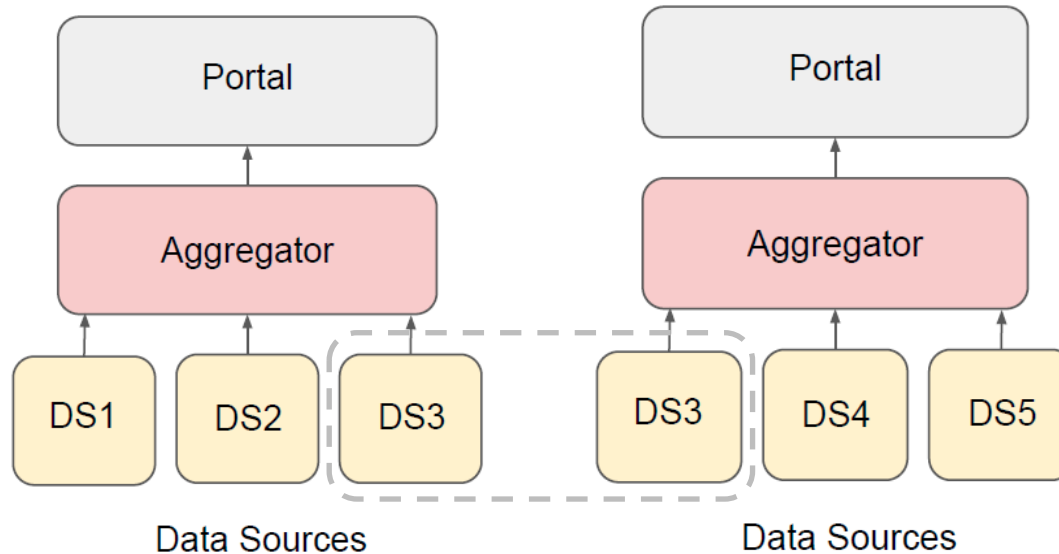 Portal
Aggregator
DS1
DS2
DS3
Data Sources
Portal
Aggregator
DS3
DS4
DS5
Data Sources